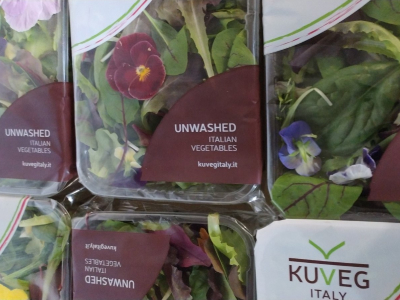 UNWASHED
ITALIAN
VEGETABLES
kuvegitaly.it
UNWASHED
ITALIAN
VEGETABLES
kuvegitaly.it
UNWASHED
ITALIAN
VEGETABLES
kuvegitaly.it
KUVEG
ITALY